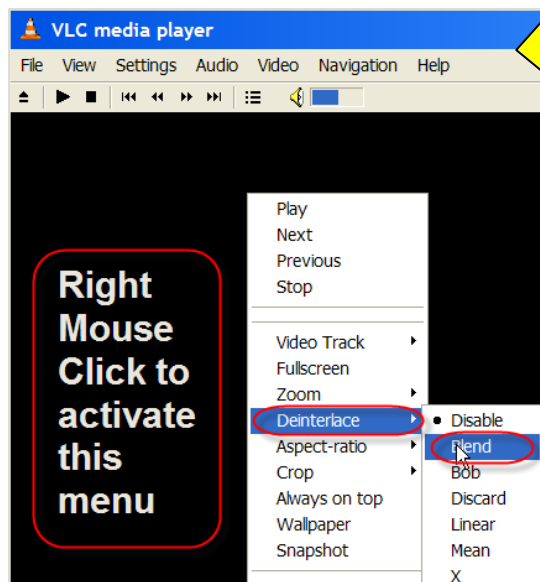 VLC media player
File View Settings Audio Video Navigation Help
Play
Next
Previous
Stop
Right
Mouse
Click to
activate
this
menu
Video Track
Fullscreen
Zoom
Deinterlace
Aspect-ratio
Crop
Always on top
Wallpaper
Snapshot
Disable
Blend
Bob
Discard
Linear
Mean
X